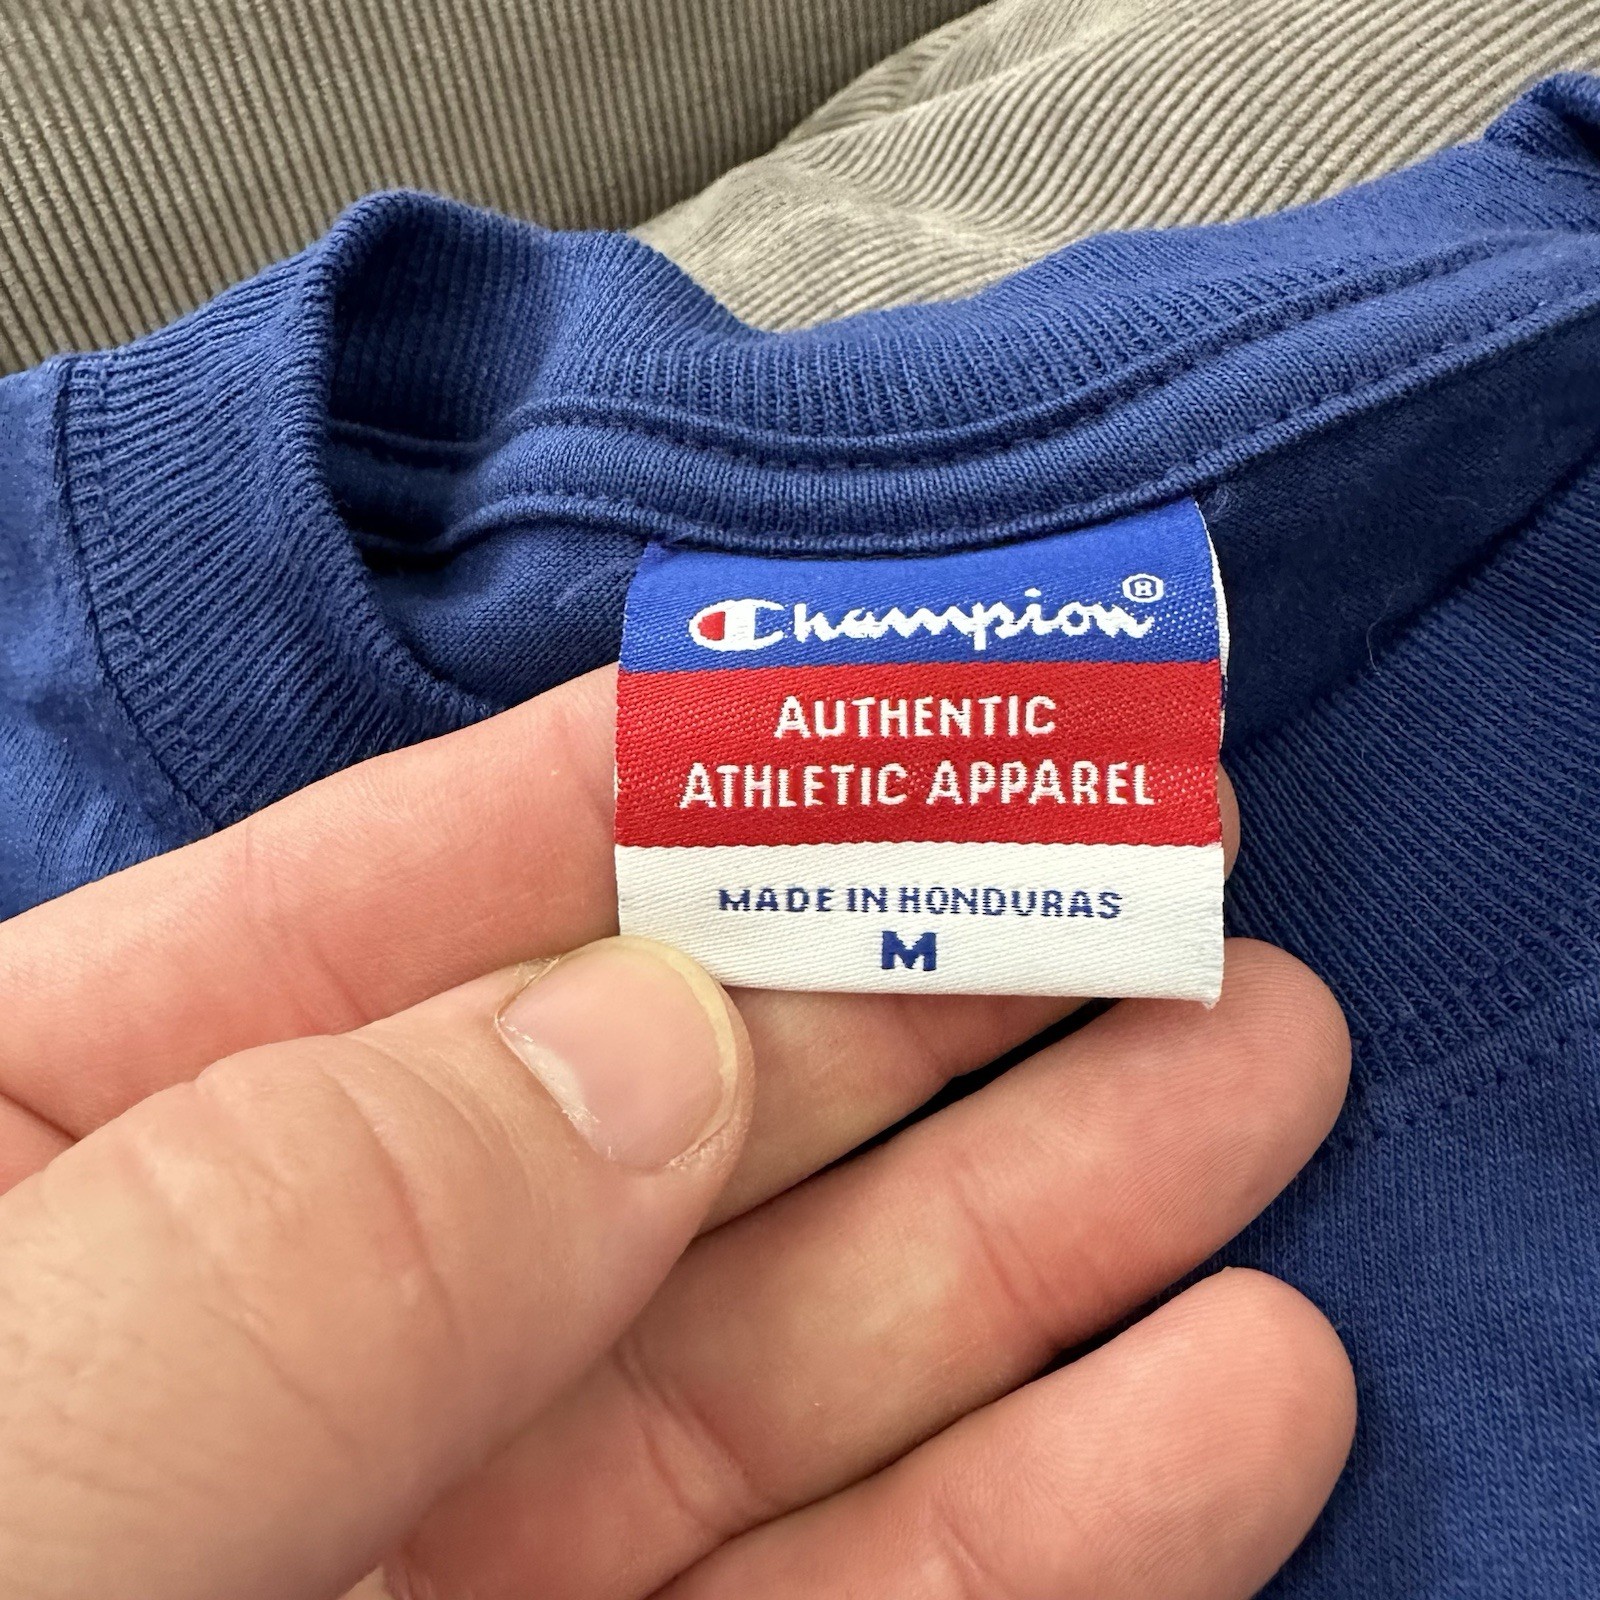 Champion®
AUTHENTIC
ATHLETIC APPAREL
MADE IN HONDURAS
M